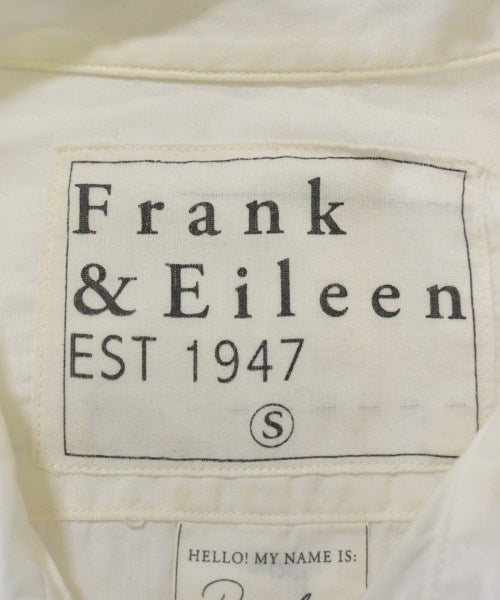 Frank
& Eileen
EST 1947
S
HELLO! MY NAME IS: